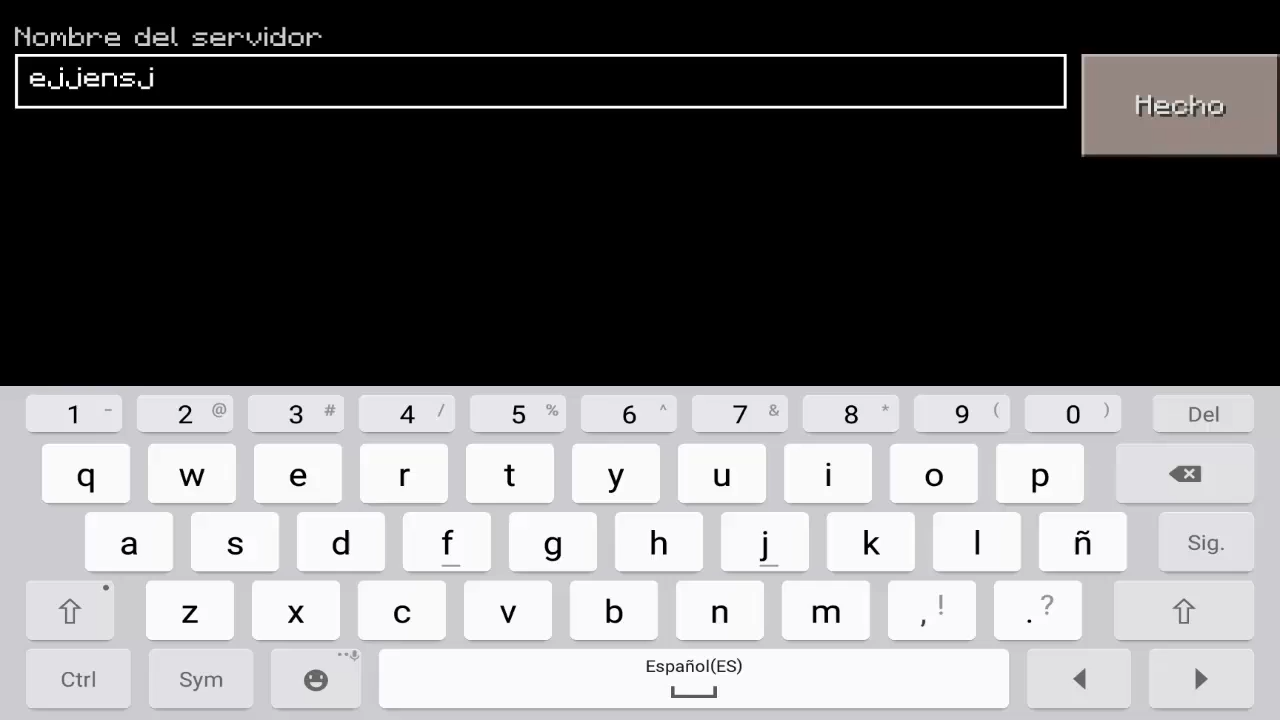 Nombre del servidor
ejjensj
Hecho
1 - 2 @ 3 # 4 / 5 % 6 ^ 7 & 8 * 9 ( 0 ) Del
q w e r t y u i o p
a s d f g h j k l ñ Sig.
z x c v b n m , ! . ?
Ctrl Sym Español(ES)